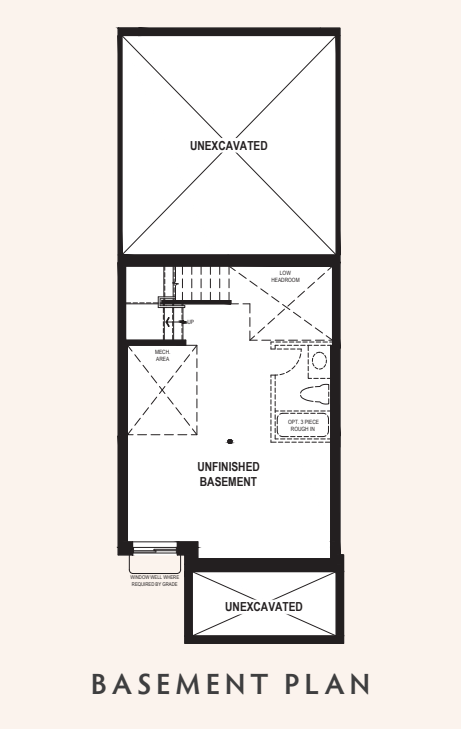 UNEXCAVATED
LOW
HEADROOM
UP
MECH.
AREA
OPT. 3 PIECE
ROUGH IN
UNFINISHED
BASEMENT
WINDOW WELL WHERE
REQUIRED BY GRADE
UNEXCAVATED
BASEMENT PLAN